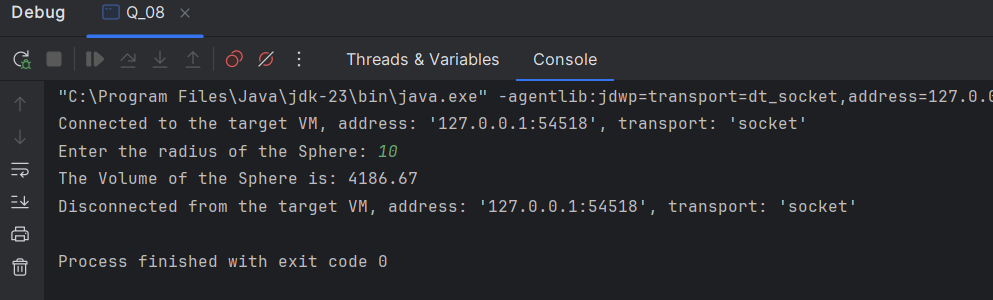 Debug Q_08
Threads & Variables Console
"C:\Program Files\Java\jdk-23\bin\java.exe" -agentlib:jdwp=transport=dt_socket,address=127.0.0
Connected to the target VM, address: '127.0.0.1:54518', transport: 'socket'
Enter the radius of the Sphere: 10
The Volume of the Sphere is: 4186.67
Disconnected from the target VM, address: '127.0.0.1:54518', transport: 'socket'
Process finished with exit code 0